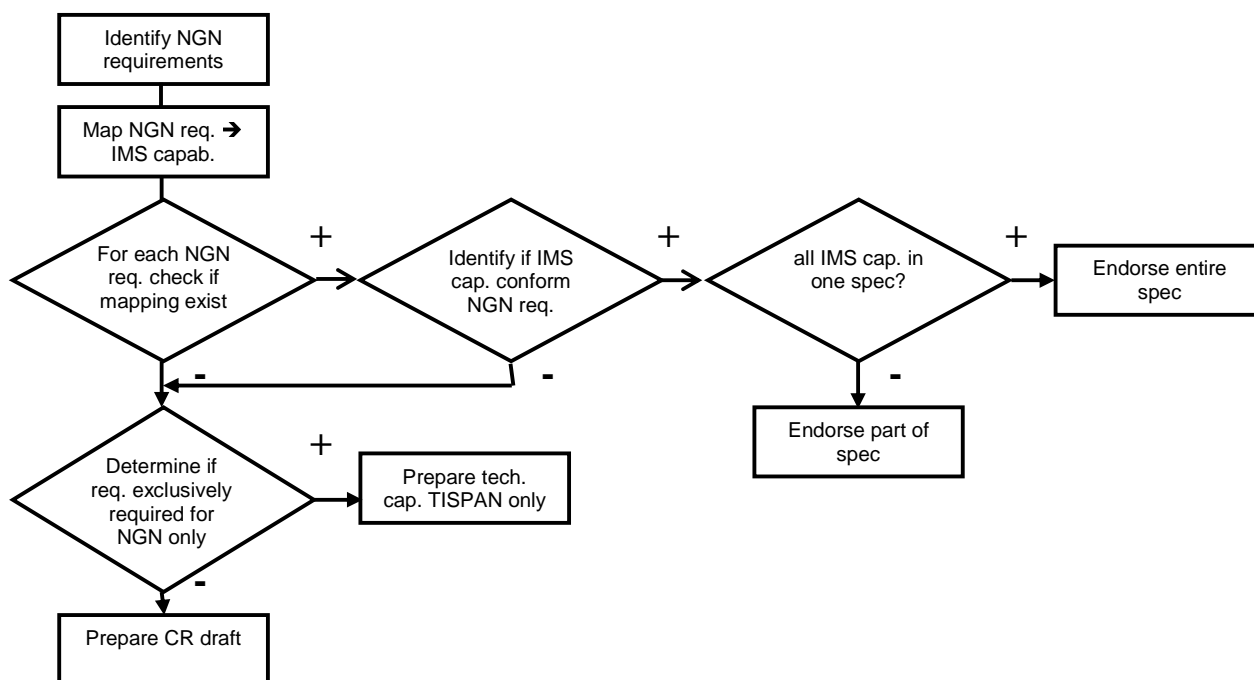 Identify NGN
requirements
Map NGN req. ➔
IMS capab.
For each NGN
req. check if
mapping exist
+
-
Identify if IMS
cap. conform
NGN req.
+
-
all IMS cap. in
one spec?
+
-
Endorse entire
spec
Endorse part of
spec
Determine if
req. exclusively
required for
NGN only
+
-
Prepare tech.
cap. TISPAN only
Prepare CR draft